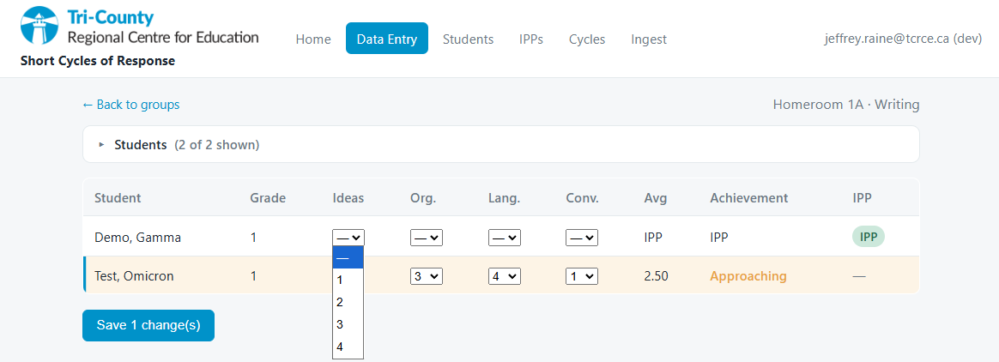 Tri-County
Regional Centre for Education
Short Cycles of Response
Home Data Entry Students IPPs Cycles Ingest jeffrey.raine@tcrce.ca (dev)
← Back to groups Homeroom 1A · Writing
▸ Students (2 of 2 shown)
Student Grade Ideas Org. Lang. Conv. Avg Achievement IPP
Demo, Gamma 1 — — — — IPP IPP IPP
—
Test, Omicron 1 3 4 1 2.50 Approaching —
1
2
3
4
Save 1 change(s)